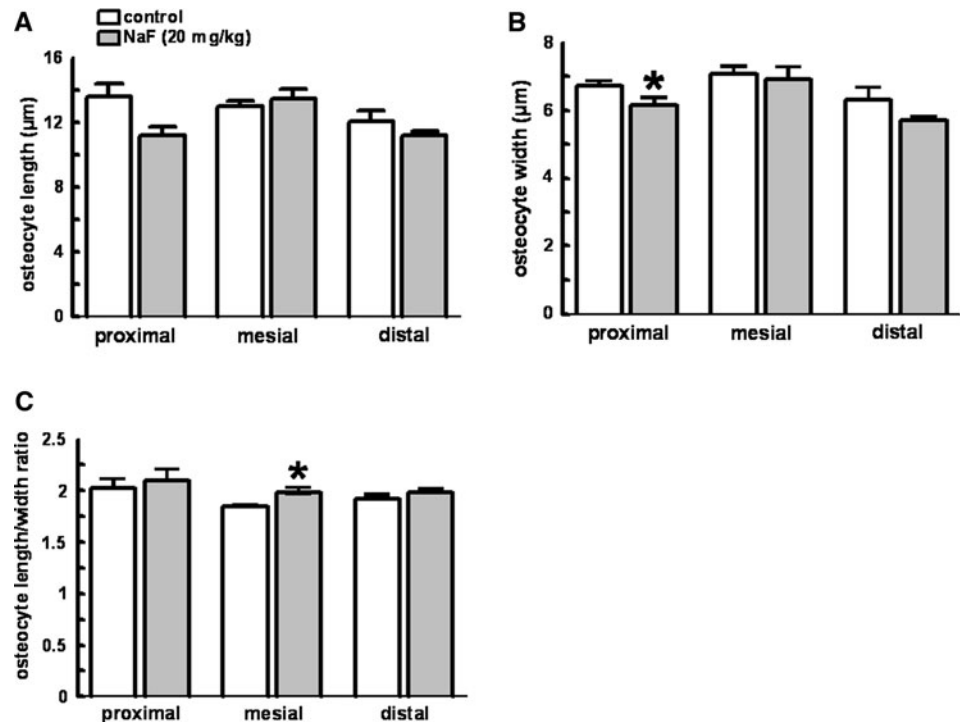 A
control
NaF (20 mg/kg)
osteocyte length (µm)
16
12
8
4
0
proximal mesial distal
B
osteocyte width (µm)
8
6
4
2
0
*
proximal mesial distal
C
osteocyte length/width ratio
2.5
2
1.5
1
0.5
0
*
proximal mesial distal